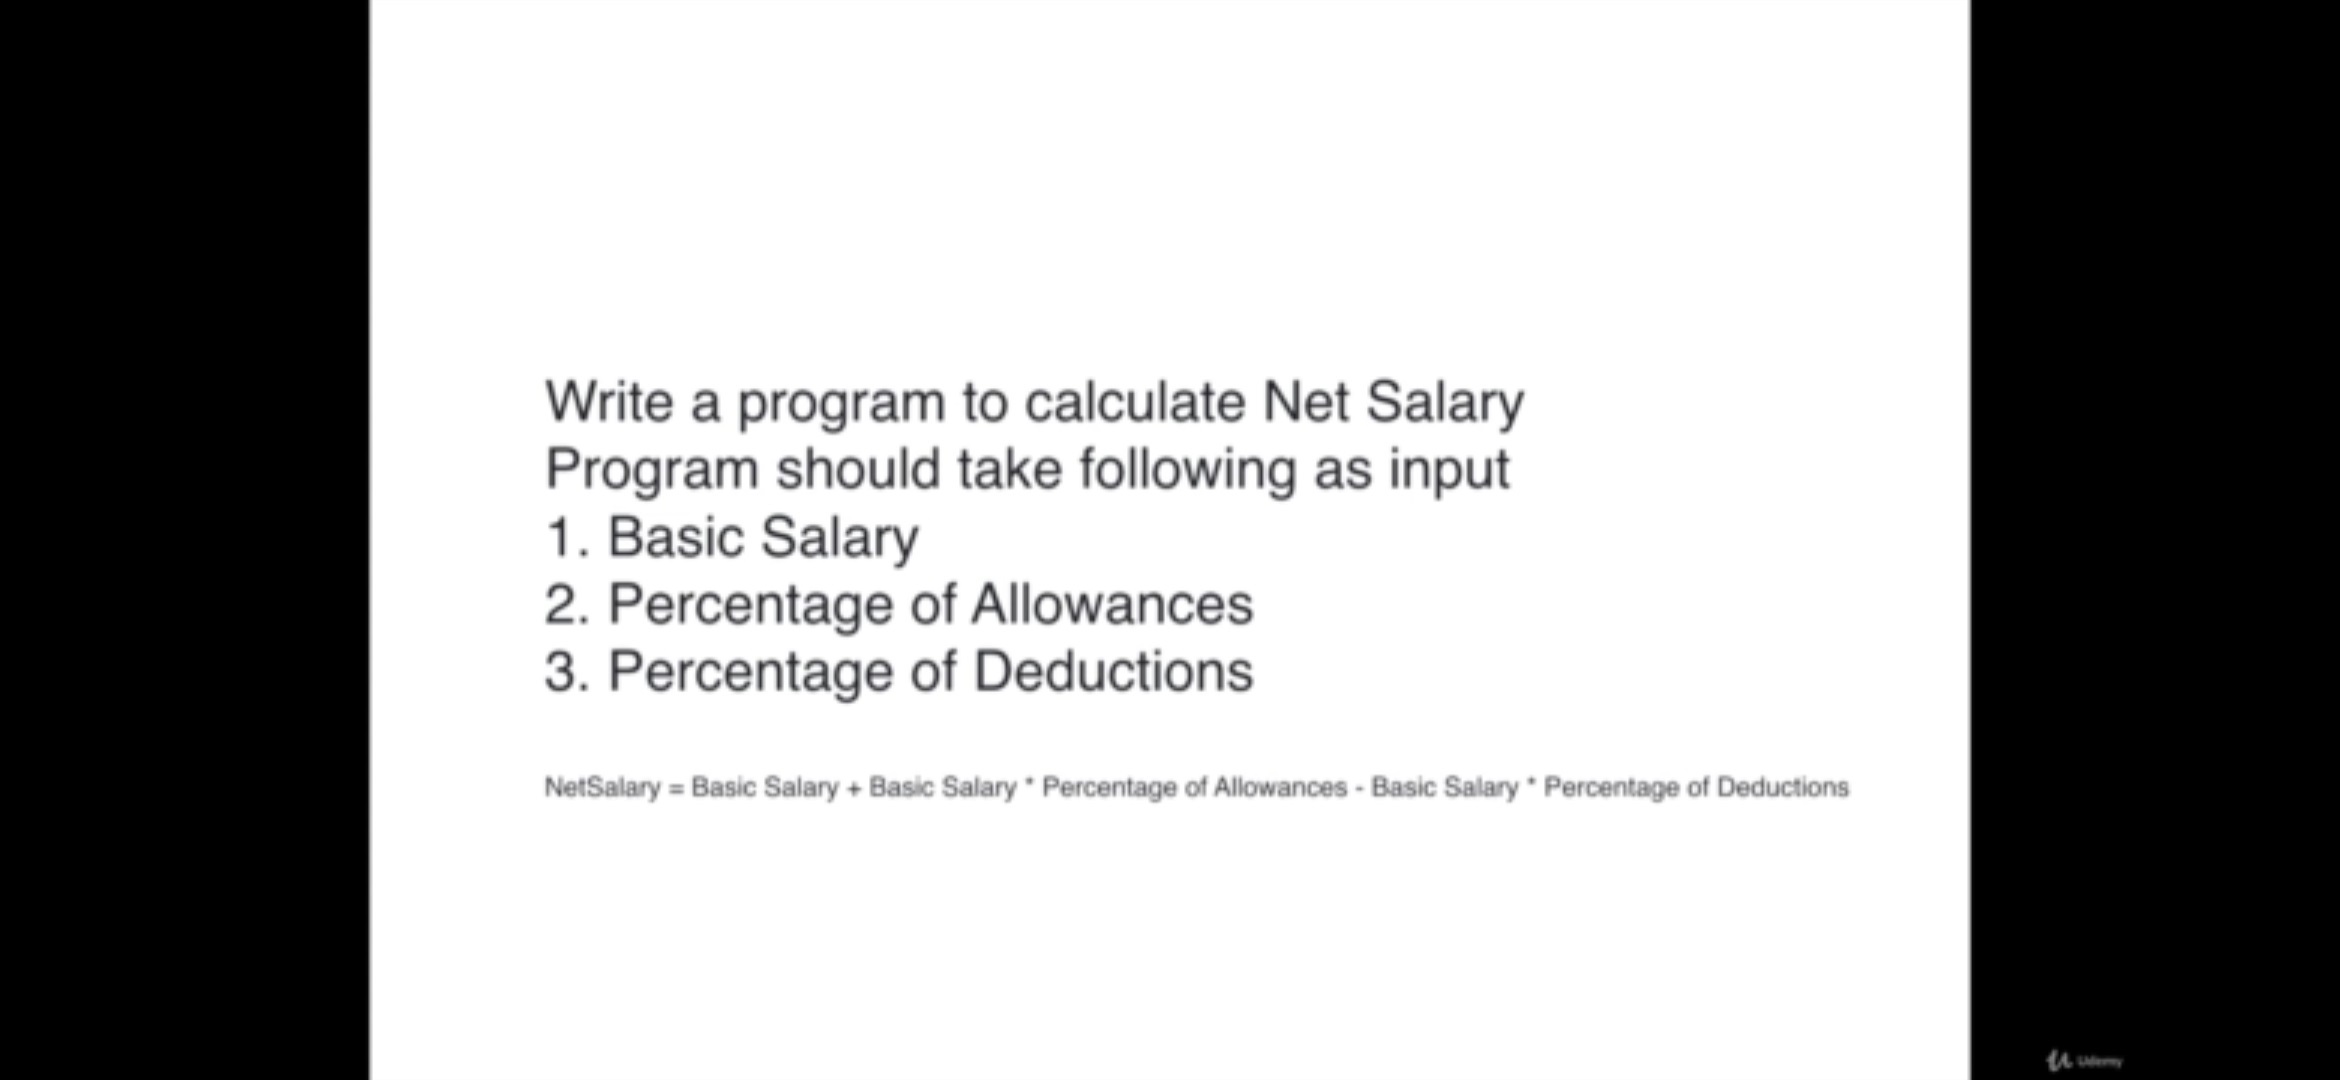 Write a program to calculate Net Salary
Program should take following as input
1. Basic Salary
2. Percentage of Allowances
3. Percentage of Deductions
NetSalary = Basic Salary + Basic Salary * Percentage of Allowances - Basic Salary * Percentage of Deductions
Udemy